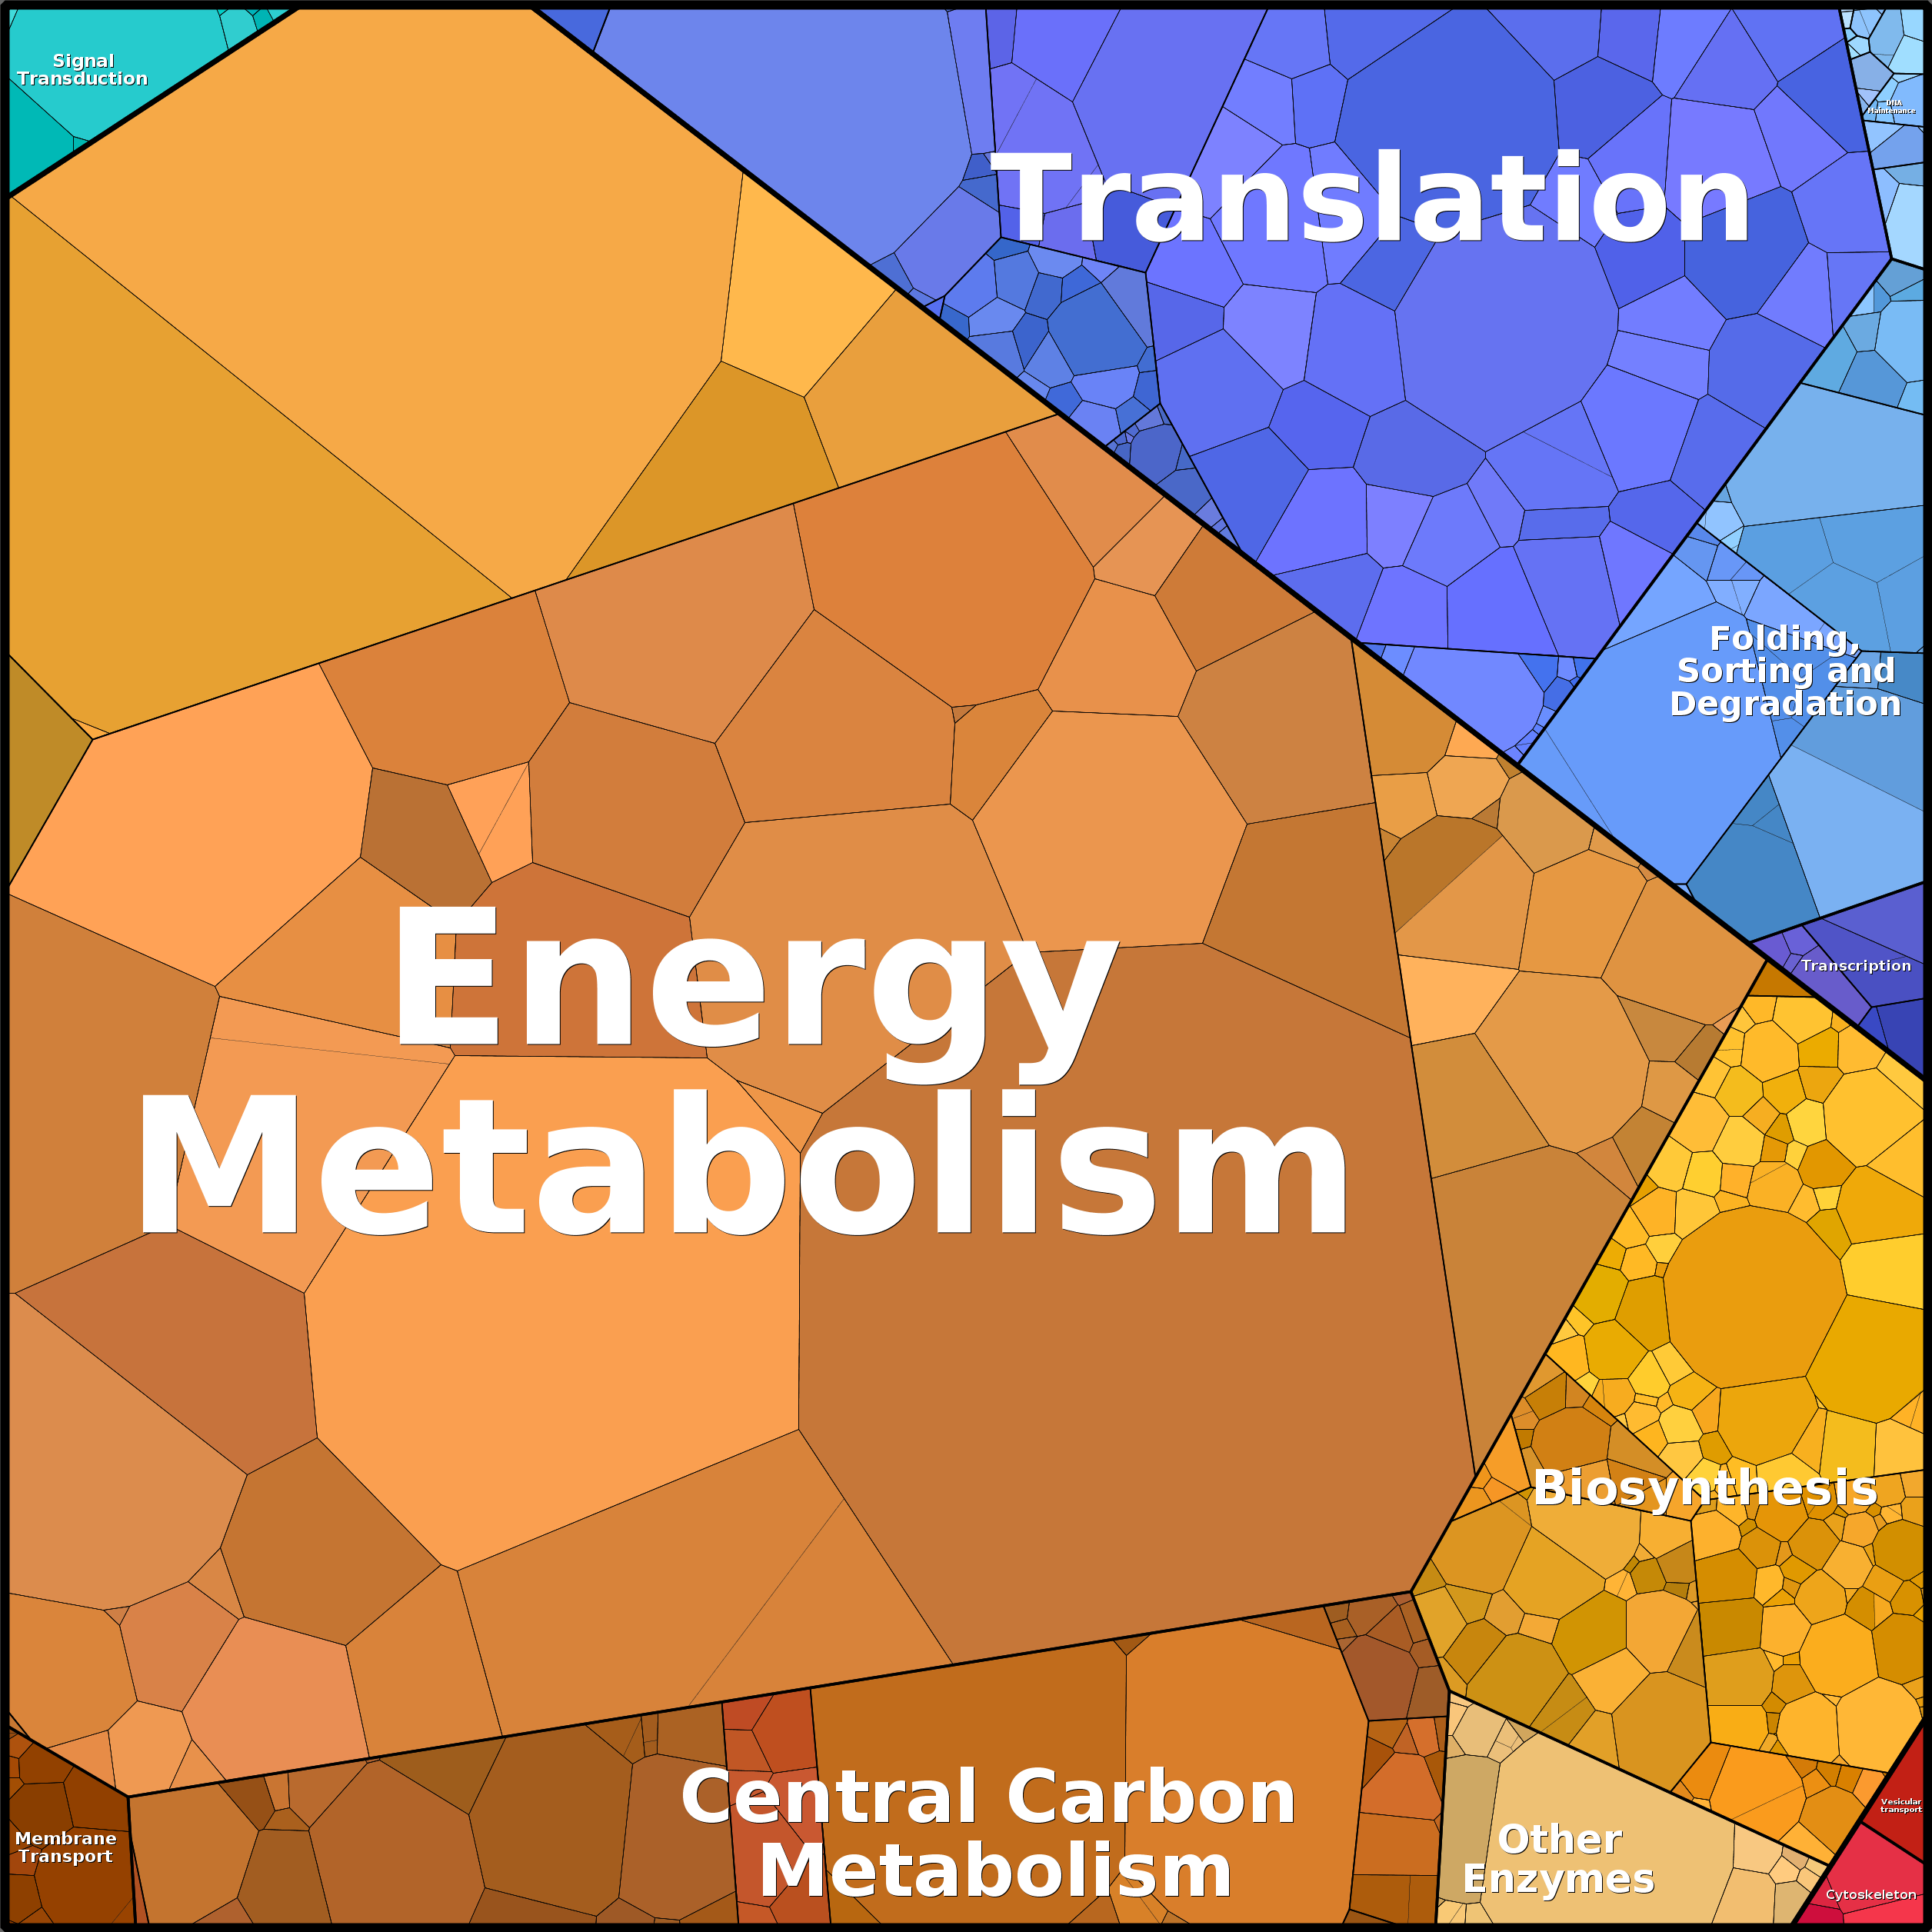 Signal
Transduction
DNA
Maintenance
Translation
Folding,
Sorting and
Degradation
Transcription
Energy
Metabolism
Biosynthesis
Central Carbon
Metabolism
Other
Enzymes
Membrane
Transport
Vesicular
transport
Cytoskeleton